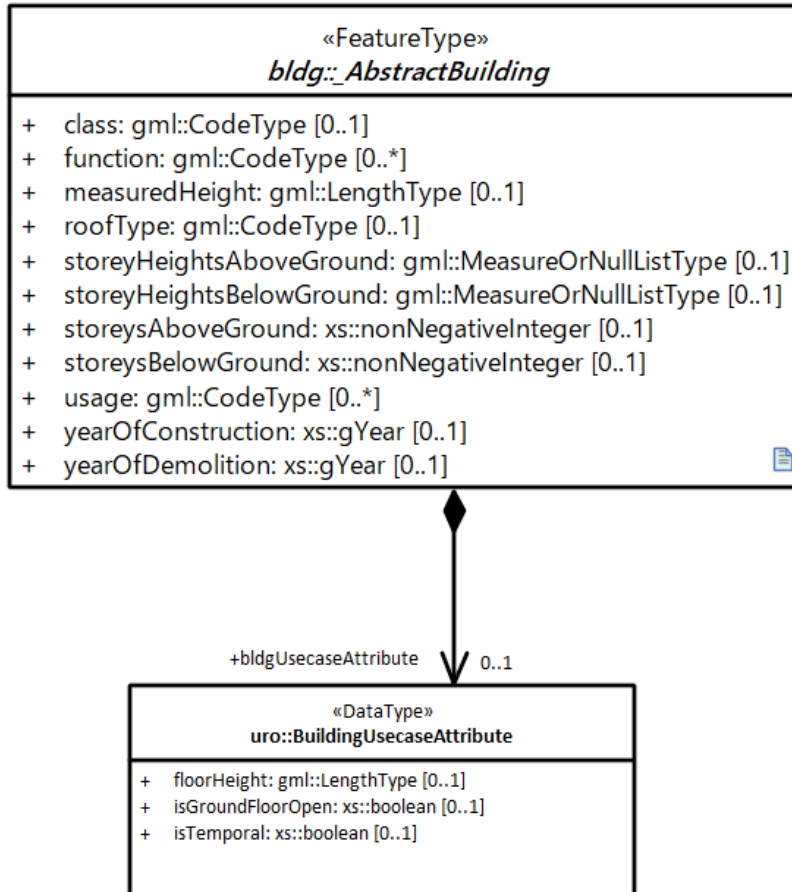 «FeatureType»
bldg::_AbstractBuilding
+ class: gml::CodeType [0..1]
+ function: gml::CodeType [0..*]
+ measuredHeight: gml::LengthType [0..1]
+ roofType: gml::CodeType [0..1]
+ storeyHeightsAboveGround: gml::MeasureOrNullListType [0..1]
+ storeyHeightsBelowGround: gml::MeasureOrNullListType [0..1]
+ storeysAboveGround: xs::nonNegativeInteger [0..1]
+ storeysBelowGround: xs::nonNegativeInteger [0..1]
+ usage: gml::CodeType [0..*]
+ yearOfConstruction: xs::gYear [0..1]
+ yearOfDemolition: xs::gYear [0..1]
+bldgUsecaseAttribute 0..1
«DataType»
uro::BuildingUsecaseAttribute
+ floorHeight: gml::LengthType [0..1]
+ isGroundFloorOpen: xs::boolean [0..1]
+ isTemporal: xs::boolean [0..1]